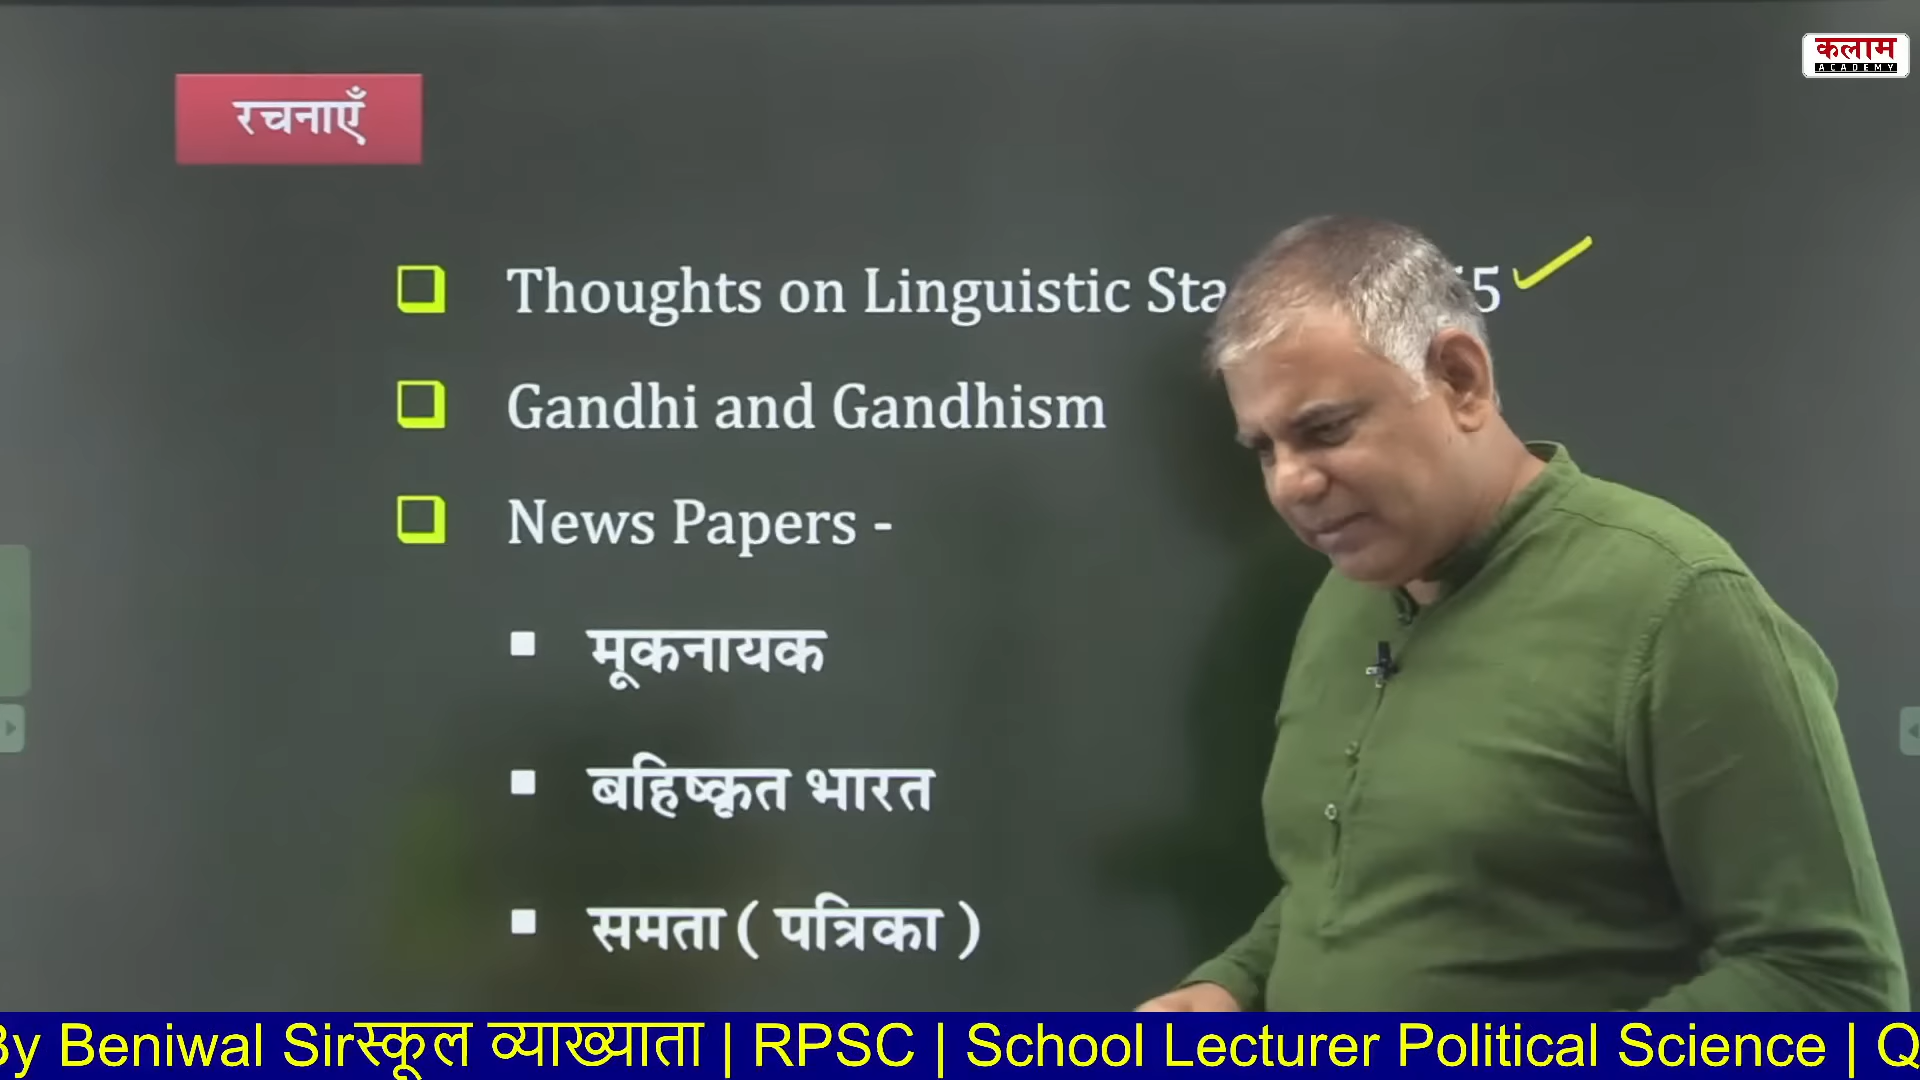 कलाम
ACADEMY
रचनाएँ
Thoughts on Linguistic Sta 5
Gandhi and Gandhism
News Papers -
मूकनायक
बहिष्कृत भारत
समता ( पत्रिका )
By Beniwal Sirस्कूल व्याख्याता | RPSC | School Lecturer Political Science | Q